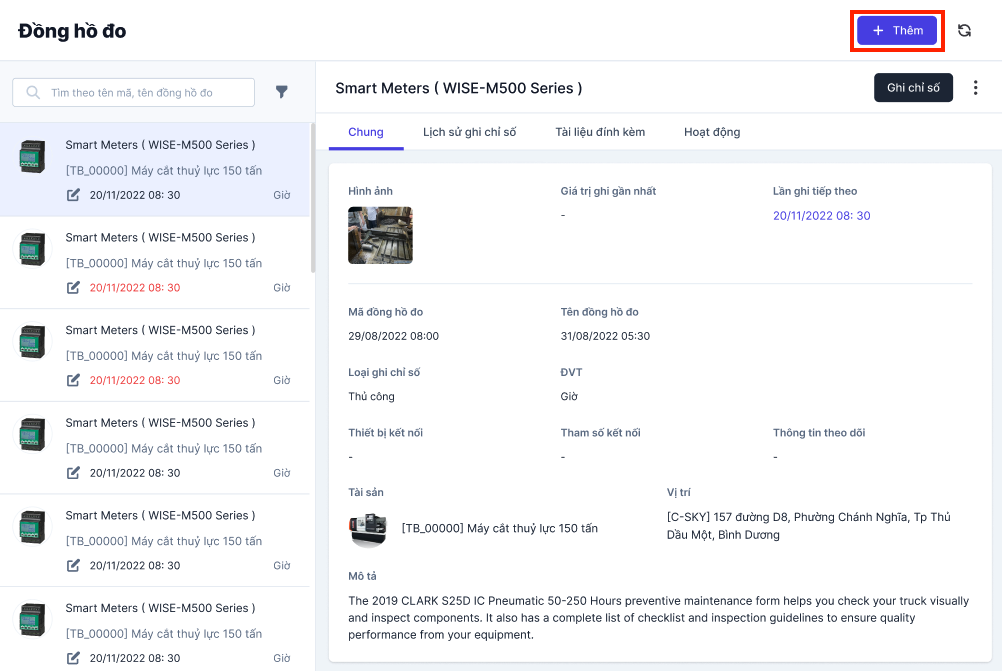 Đồng hồ đo
+ Thêm
Tìm theo tên mã, tên đồng hồ đo
Smart Meters ( WISE-M500 Series )
[TB_00000] Máy cắt thuỷ lực 150 tấn
20/11/2022 08: 30 Giờ
Smart Meters ( WISE-M500 Series )
[TB_00000] Máy cắt thuỷ lực 150 tấn
20/11/2022 08: 30 Giờ
Smart Meters ( WISE-M500 Series )
[TB_00000] Máy cắt thuỷ lực 150 tấn
20/11/2022 08: 30 Giờ
Smart Meters ( WISE-M500 Series )
[TB_00000] Máy cắt thuỷ lực 150 tấn
20/11/2022 08: 30 Giờ
Smart Meters ( WISE-M500 Series )
[TB_00000] Máy cắt thuỷ lực 150 tấn
20/11/2022 08: 30 Giờ
Smart Meters ( WISE-M500 Series )
[TB_00000] Máy cắt thuỷ lực 150 tấn
20/11/2022 08: 30 Giờ
Smart Meters ( WISE-M500 Series )
Ghi chỉ số
Chung Lịch sử ghi chỉ số Tài liệu đính kèm Hoạt động
Hình ảnh Giá trị ghi gần nhất Lần ghi tiếp theo
- 20/11/2022 08: 30
Mã đồng hồ đo Tên đồng hồ đo
29/08/2022 08:00 31/08/2022 05:30
Loại ghi chỉ số ĐVT
Thủ công Giờ
Thiết bị kết nối Tham số kết nối Thông tin theo dõi
- - -
Tài sản Vị trí
[TB_00000] Máy cắt thuỷ lực 150 tấn
[C-SKY] 157 đường D8, Phường Chánh Nghĩa, Tp Thủ
Dầu Một, Bình Dương
Mô tả
The 2019 CLARK S25D IC Pneumatic 50-250 Hours preventive maintenance form helps you check your truck visually
and inspect components. It also has a complete list of checklist and inspection guidelines to ensure quality
performance from your equipment.